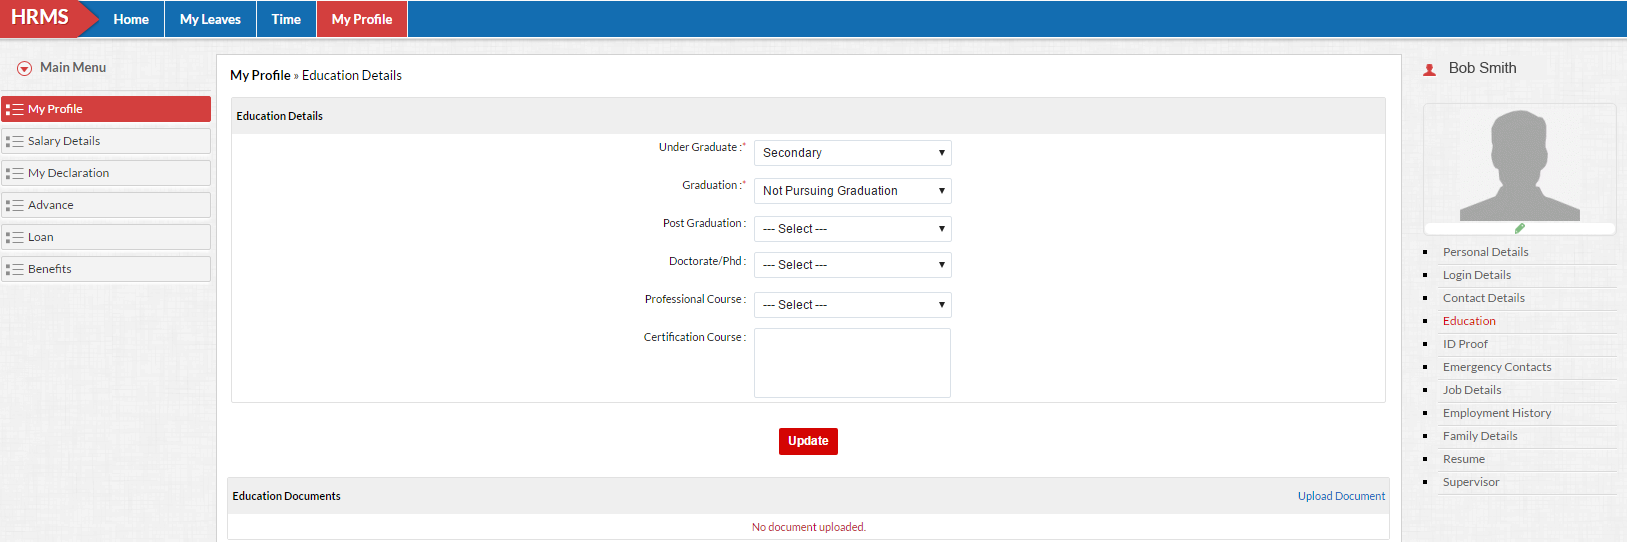 HRMS
Home
My Leaves
Time
My Profile
Main Menu
My Profile
Salary Details
My Declaration
Advance
Loan
Benefits
My Profile » Education Details
Education Details
Under Graduate :* Secondary
Graduation :* Not Pursuing Graduation
Post Graduation : --- Select ---
Doctorate/Phd : --- Select ---
Professional Course : --- Select ---
Certification Course :
Update
Education Documents Upload Document
No document uploaded.
Bob Smith
Personal Details
Login Details
Contact Details
Education
ID Proof
Emergency Contacts
Job Details
Employment History
Family Details
Resume
Supervisor